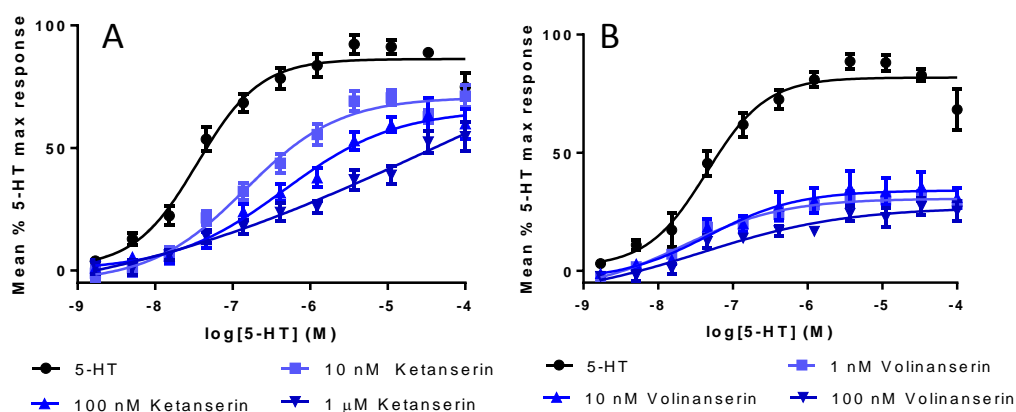 A
Mean % 5-HT max response
100
50
0
-9 -8 -7 -6 -5 -4
log[5-HT] (M)
5-HT
10 nM Ketanserin
100 nM Ketanserin
1 μM Ketanserin
B
Mean % 5-HT max response
100
50
0
-9 -8 -7 -6 -5 -4
log[5-HT] (M)
5-HT
1 nM Volinanserin
10 nM Volinanserin
100 nM Volinanserin